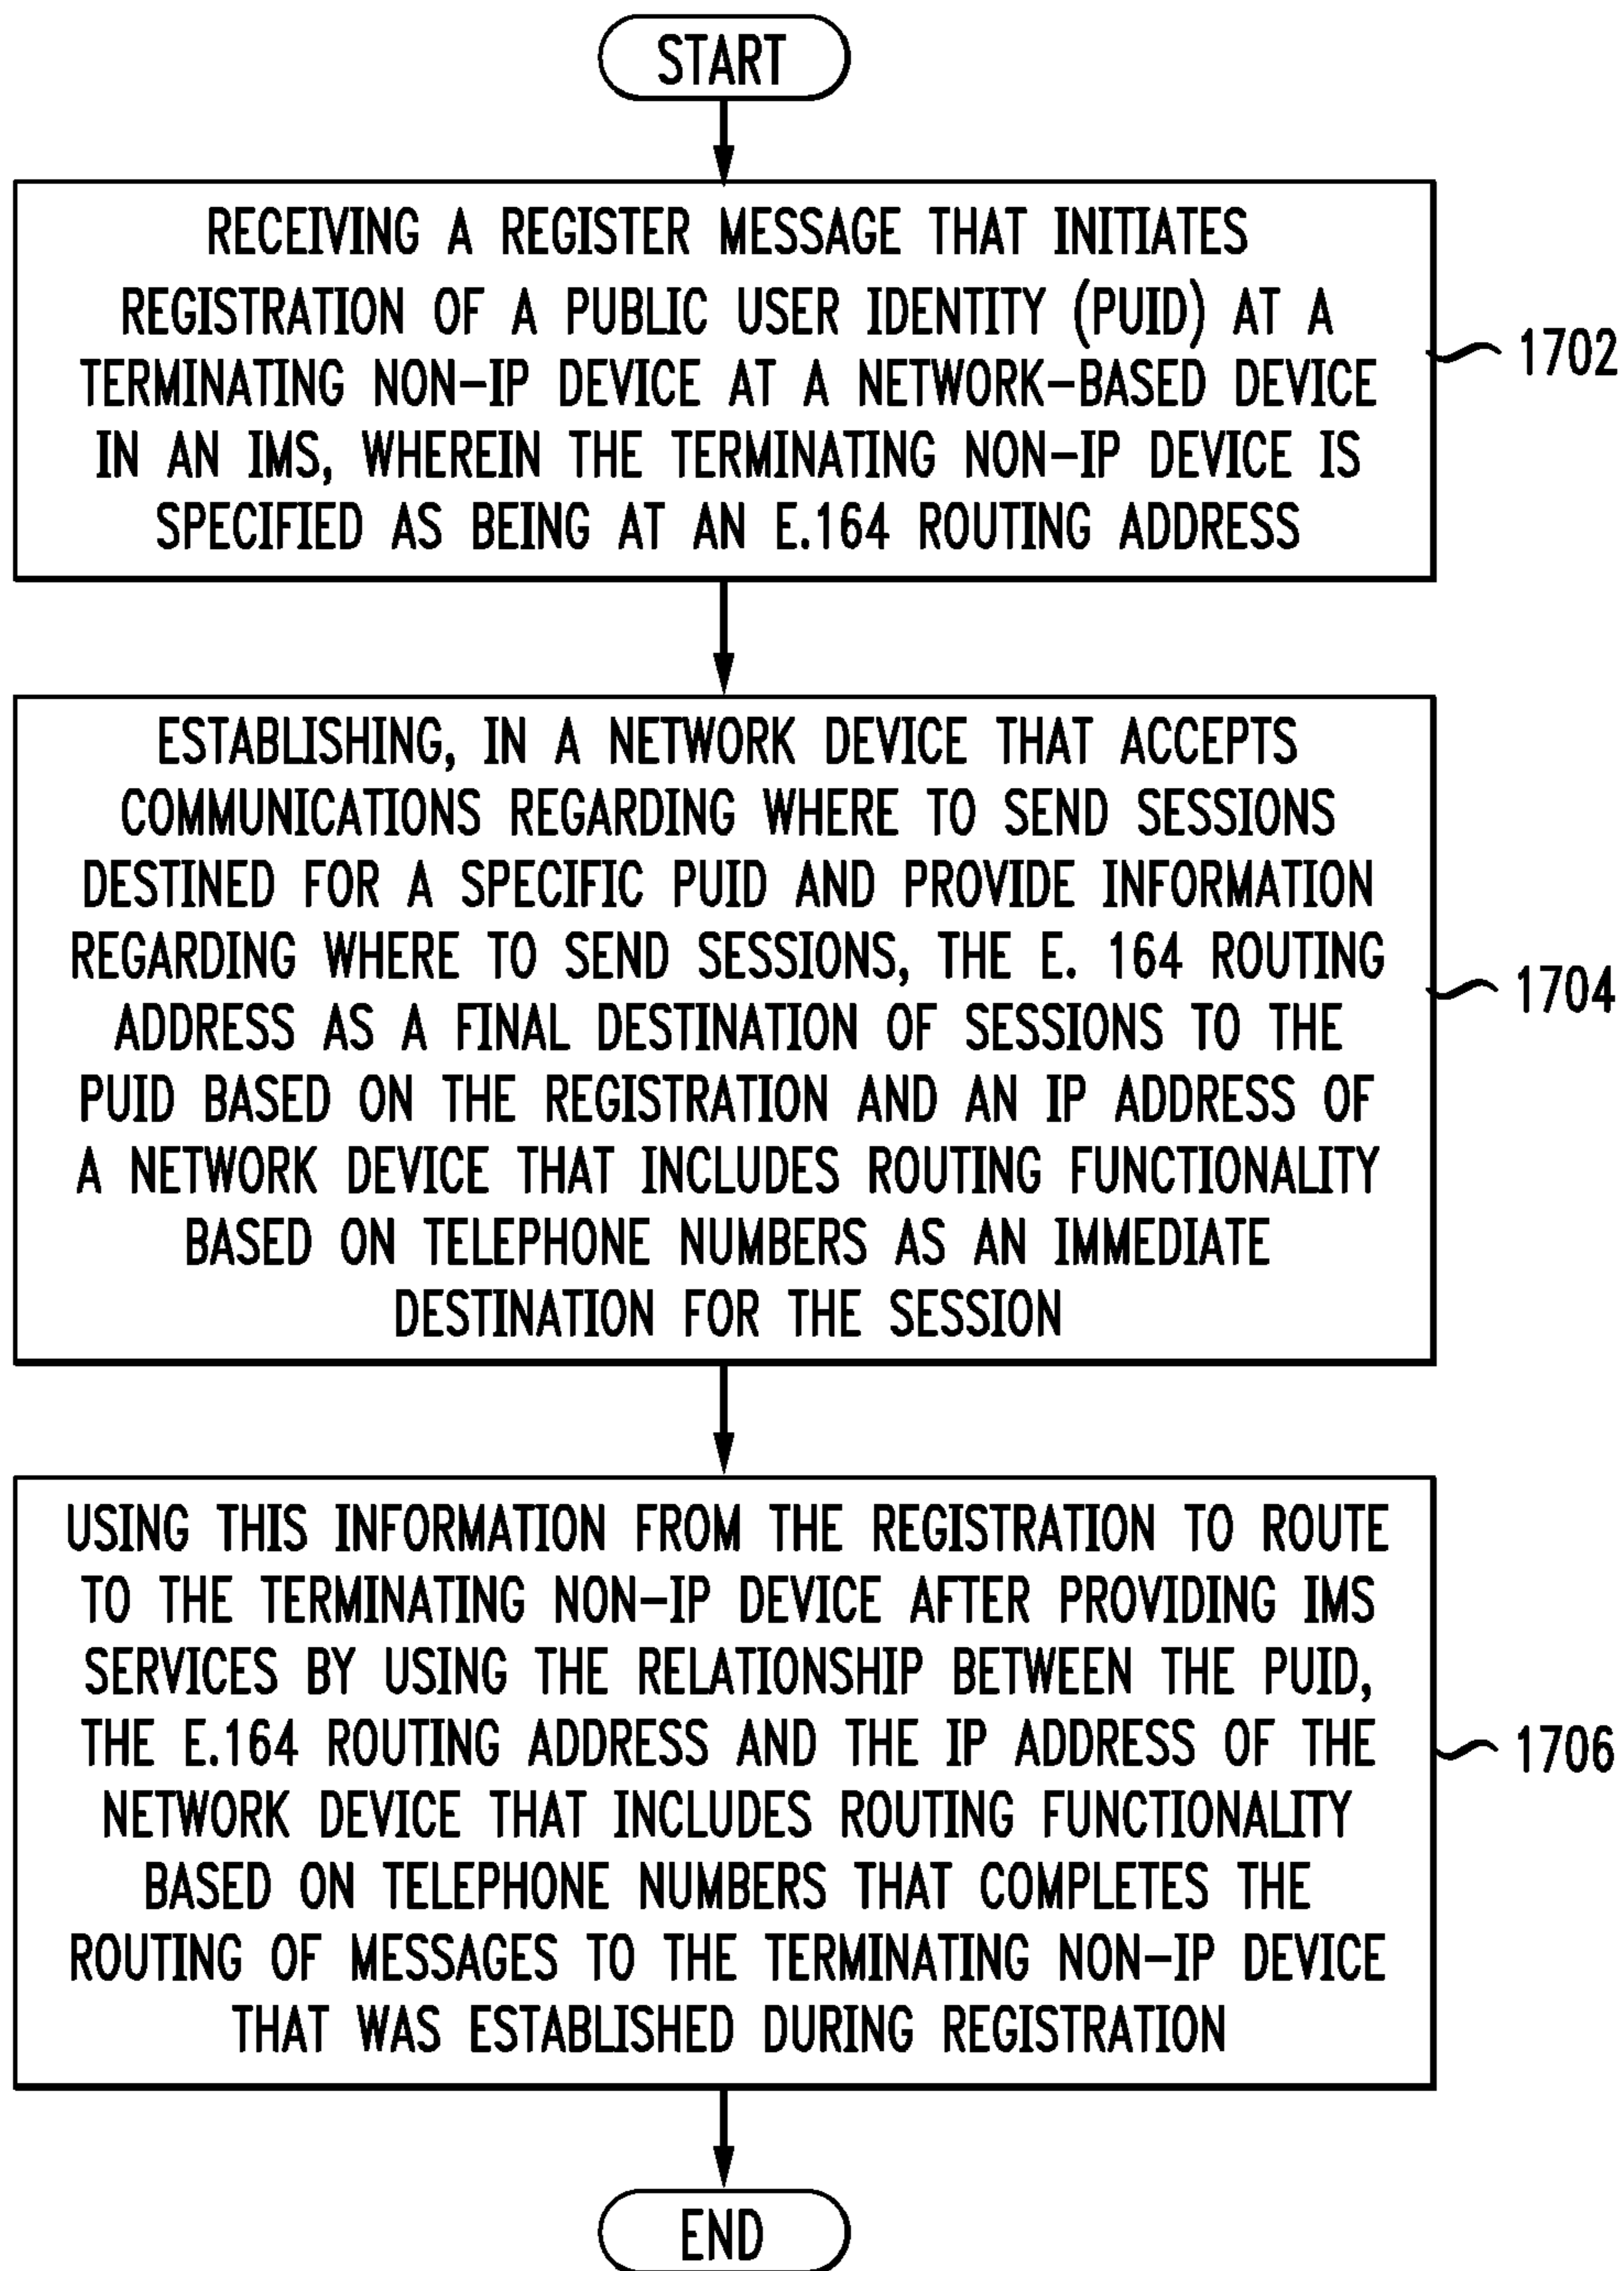 START
RECEIVING A REGISTER MESSAGE THAT INITIATES
REGISTRATION OF A PUBLIC USER IDENTITY (PUID) AT A
TERMINATING NON-IP DEVICE AT A NETWORK-BASED DEVICE
IN AN IMS, WHEREIN THE TERMINATING NON-IP DEVICE IS
SPECIFIED AS BEING AT AN E.164 ROUTING ADDRESS
1702
ESTABLISHING, IN A NETWORK DEVICE THAT ACCEPTS
COMMUNICATIONS REGARDING WHERE TO SEND SESSIONS
DESTINED FOR A SPECIFIC PUID AND PROVIDE INFORMATION
REGARDING WHERE TO SEND SESSIONS, THE E. 164 ROUTING
ADDRESS AS A FINAL DESTINATION OF SESSIONS TO THE
PUID BASED ON THE REGISTRATION AND AN IP ADDRESS OF
A NETWORK DEVICE THAT INCLUDES ROUTING FUNCTIONALITY
BASED ON TELEPHONE NUMBERS AS AN IMMEDIATE
DESTINATION FOR THE SESSION
1704
USING THIS INFORMATION FROM THE REGISTRATION TO ROUTE
TO THE TERMINATING NON-IP DEVICE AFTER PROVIDING IMS
SERVICES BY USING THE RELATIONSHIP BETWEEN THE PUID,
THE E.164 ROUTING ADDRESS AND THE IP ADDRESS OF THE
NETWORK DEVICE THAT INCLUDES ROUTING FUNCTIONALITY
BASED ON TELEPHONE NUMBERS THAT COMPLETES THE
ROUTING OF MESSAGES TO THE TERMINATING NON-IP DEVICE
THAT WAS ESTABLISHED DURING REGISTRATION
1706
END